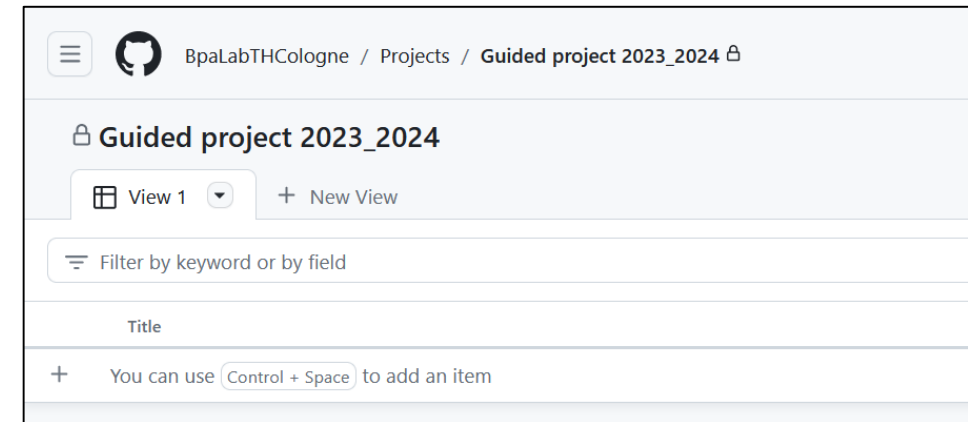 BpaLabTHCologne / Projects / Guided project 2023_2024
Guided project 2023_2024
View 1 + New View
Filter by keyword or by field
Title
+ You can use Control + Space to add an item